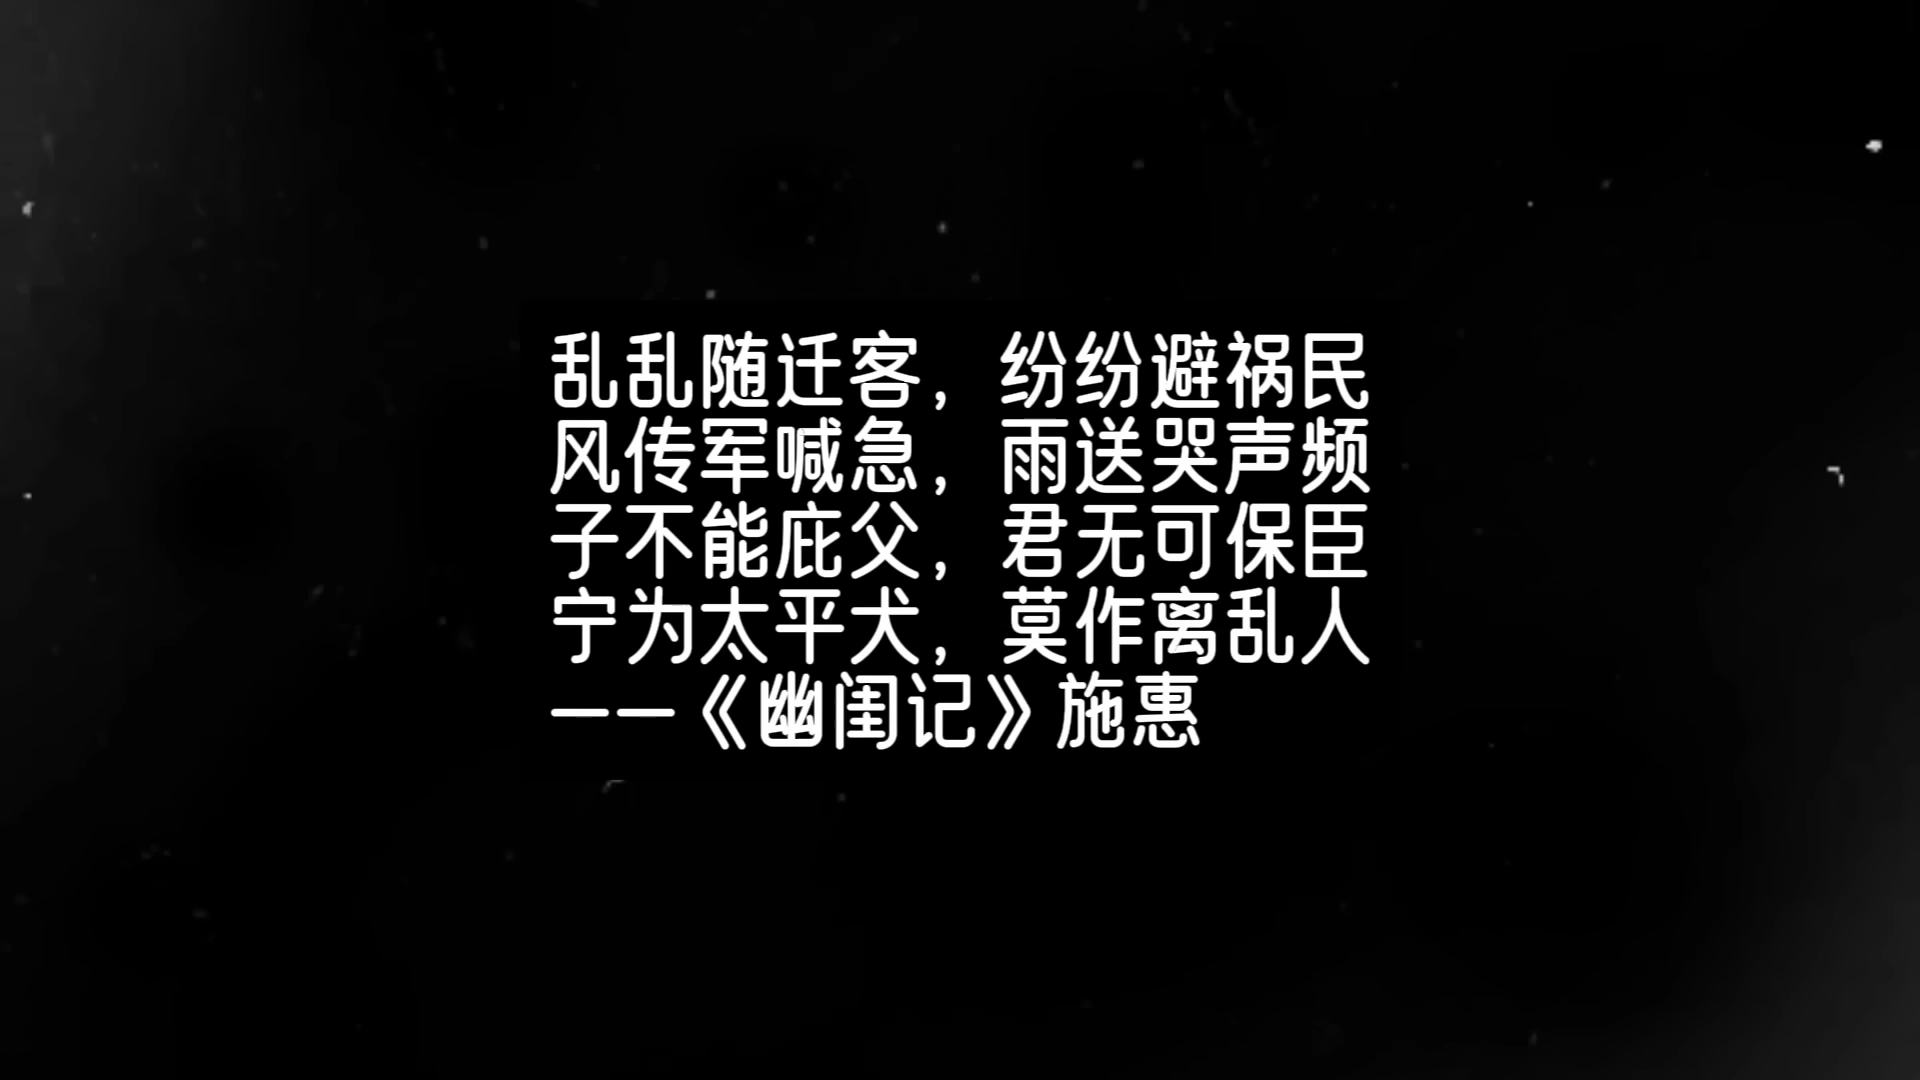 乱乱随迁客，纷纷避祸民
风传军喊急，雨送哭声频
子不能庇父，君无可保臣
宁为太平犬，莫作离乱人
——《幽闺记》施惠